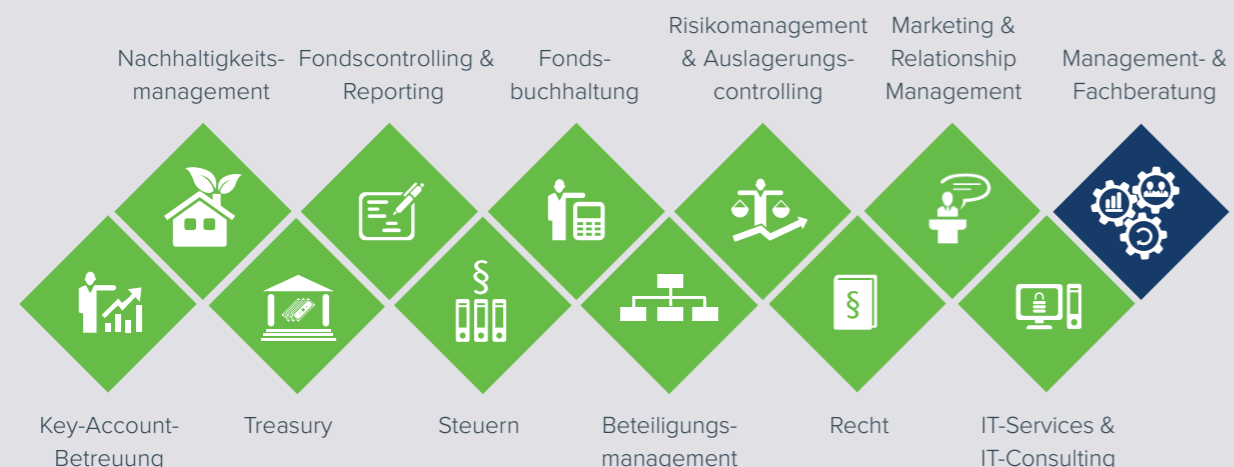 Nachhaltigkeits-
management
Fondscontrolling &
Reporting
Fonds-
buchhaltung
Risikomanagement
& Auslagerungs-
controlling
Marketing &
Relationship
Management
Management- &
Fachberatung
§
§
Key-Account-
Betreuung
Treasury
Steuern
Beteiligungs-
management
Recht
IT-Services &
IT-Consulting